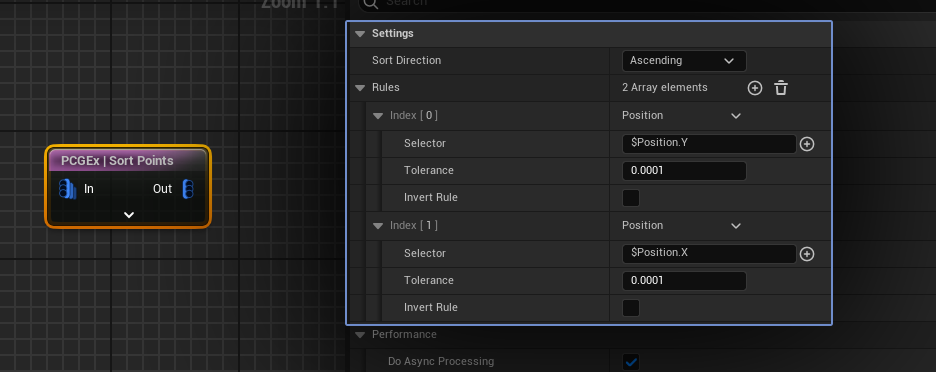 Zoom 1:1
Search
Settings
Sort Direction Ascending
Rules 2 Array elements
Index [ 0 ] Position
Selector $Position.Y
Tolerance 0.0001
Invert Rule
Index [ 1 ] Position
Selector $Position.X
Tolerance 0.0001
Invert Rule
Performance
Do Async Processing
PCGEx | Sort Points
In Out